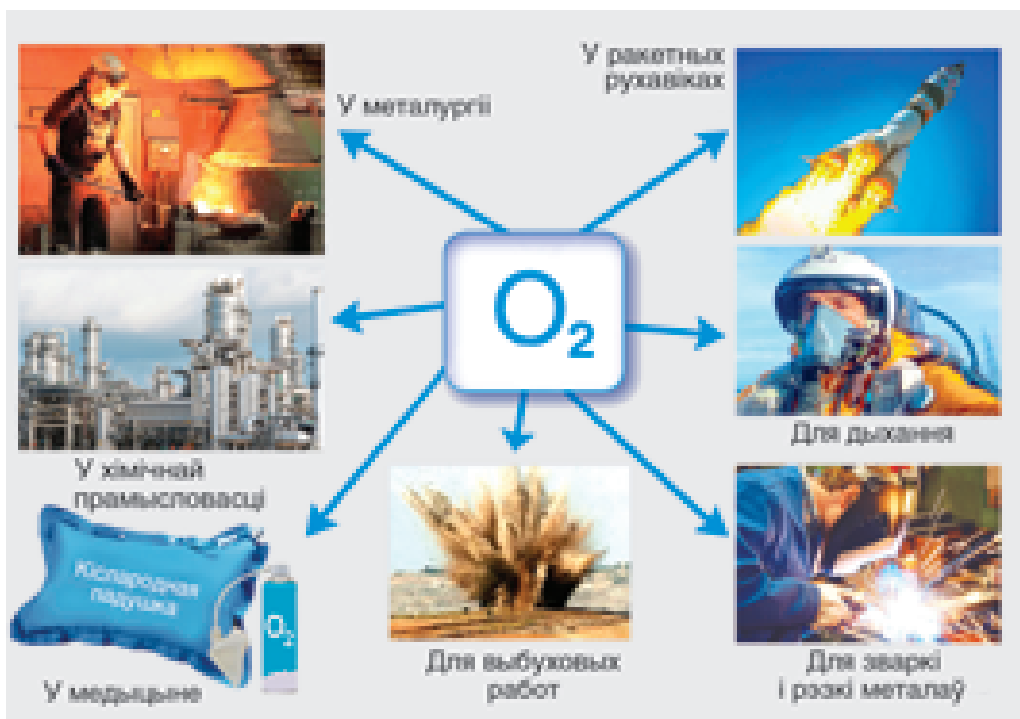 У металургіі
У ракетных
рухавіках
O₂
У хімічнай
прамысловасці
Для дыхання
Кіслародная
падушка
O₂
У медыцыне
Для выбуховых
работ
Для зваркі
і рэзкі металаў